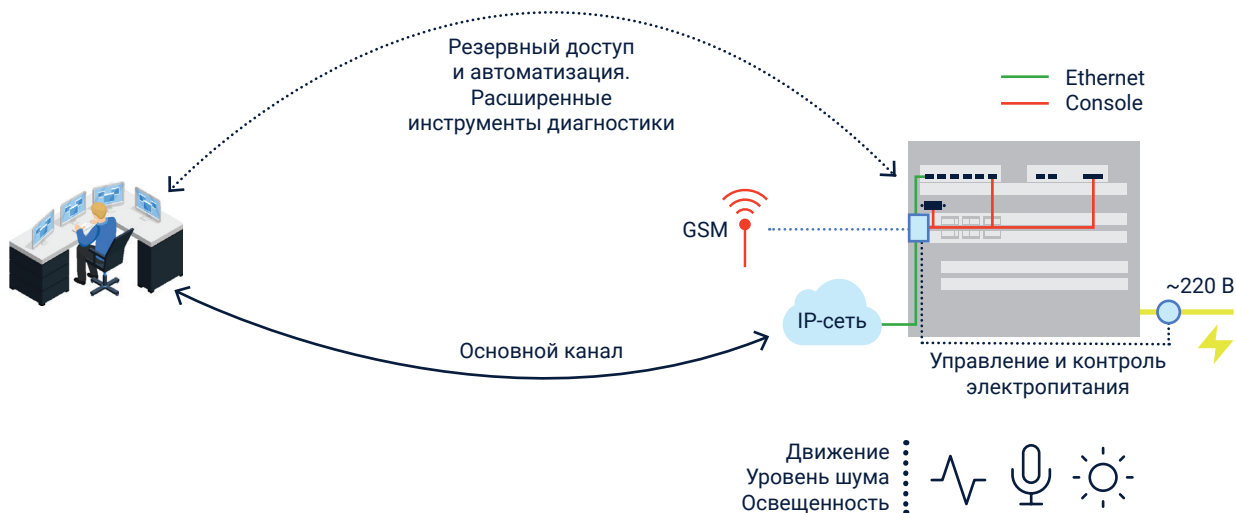 Резервный доступ
и автоматизация.
Расширенные
инструменты диагностики
Ethernet
Console
GSM
~220 В
IP-сеть
Основной канал
Управление и контроль
электропитания
Движение
Уровень шума
Освещенность